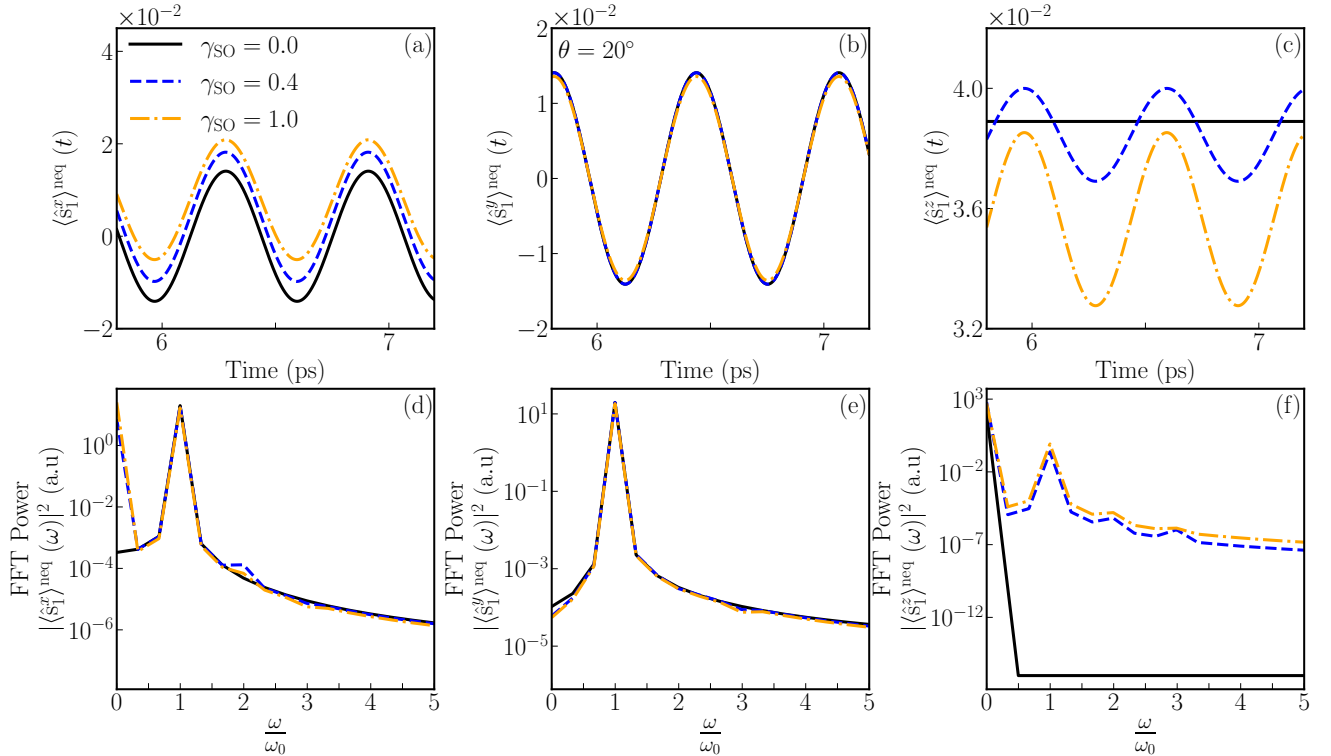 ×10⁻²
(a)
γSO = 0.0
γSO = 0.4
γSO = 1.0
4
2
0
−2
⟨ŝ₁ˣ⟩ⁿᵉq (t)
6
7
Time (ps)
×10⁻²
(b)
θ = 20°
2
1
0
−1
−2
⟨ŝ₁ʸ⟩ⁿᵉq (t)
6
7
Time (ps)
×10⁻²
(c)
4.0
3.6
3.2
⟨ŝ₁ᶻ⟩ⁿᵉq (t)
6
7
Time (ps)
(d)
10⁰
10⁻²
10⁻⁴
10⁻⁶
FFT Power
|⟨ŝ₁ˣ⟩ⁿᵉq (ω)|² (a.u)
0
1
2
3
4
5
ω/ω₀
(e)
10¹
10⁻¹
10⁻³
10⁻⁵
FFT Power
|⟨ŝ₁ʸ⟩ⁿᵉq (ω)|² (a.u)
0
1
2
3
4
5
ω/ω₀
(f)
10³
10⁻²
10⁻⁷
10⁻¹²
FFT Power
|⟨ŝ₁ᶻ⟩ⁿᵉq (ω)|² (a.u)
0
1
2
3
4
5
ω/ω₀